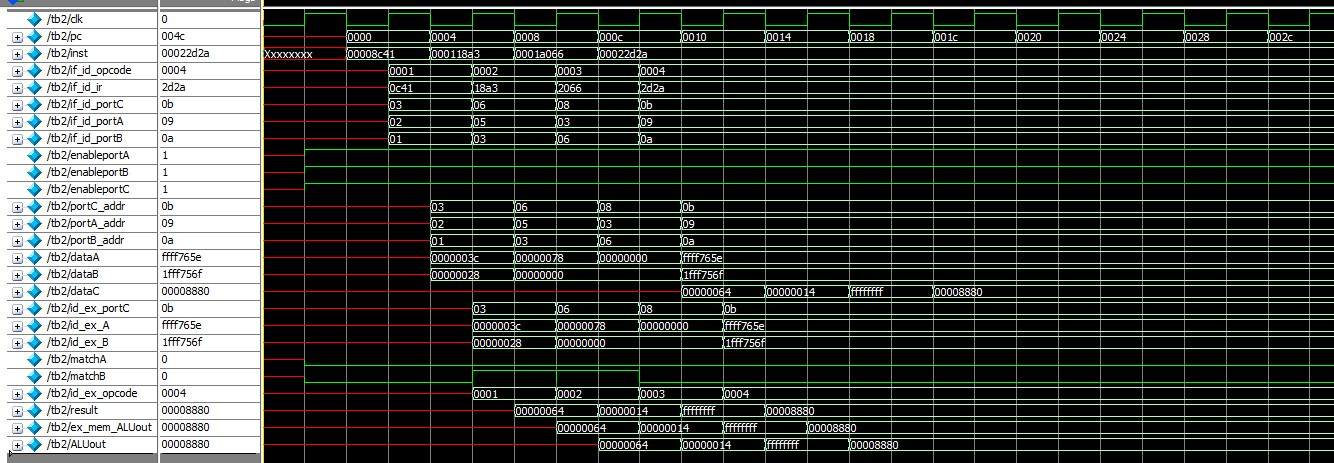 /tb2/clk 0
/tb2/pc 004c 0000 0004 0008 000c 0010 0014 0018 001c 0020 0024 0028 002c
/tb2/inst 00022d2a Xxxxxxxx 00008c41 000118a3 0001a066 00022d2a
/tb2/if_id_opcode 0004 0001 0002 0003 0004
/tb2/if_id_ir 2d2a 0c41 18a3 2066 2d2a
/tb2/if_id_portC 0b 03 06 08 0b
/tb2/if_id_portA 09 02 05 03 09
/tb2/if_id_portB 0a 01 03 06 0a
/tb2/enableportA 1
/tb2/enableportB 1
/tb2/enableportC 1
/tb2/portC_addr 0b 03 06 08 0b
/tb2/portA_addr 09 02 05 03 09
/tb2/portB_addr 0a 01 03 06 0a
/tb2/dataA ffff765e 0000003c 00000078 00000000 ffff765e
/tb2/dataB 1fff756f 00000028 00000000 1fff756f
/tb2/dataC 00008880 00000064 00000014 ffffffff 00008880
/tb2/id_ex_portC 0b 03 06 08 0b
/tb2/id_ex_A ffff765e 0000003c 00000078 00000000 ffff765e
/tb2/id_ex_B 1fff756f 00000028 00000000 1fff756f
/tb2/matchA 0
/tb2/matchB 0
/tb2/id_ex_opcode 0004 0001 0002 0003 0004
/tb2/result 00008880 00000064 00000014 ffffffff 00008880
/tb2/ex_mem_ALUout 00008880 00000064 00000014 ffffffff 00008880
/tb2/ALUout 00008880 00000064 00000014 ffffffff 00008880